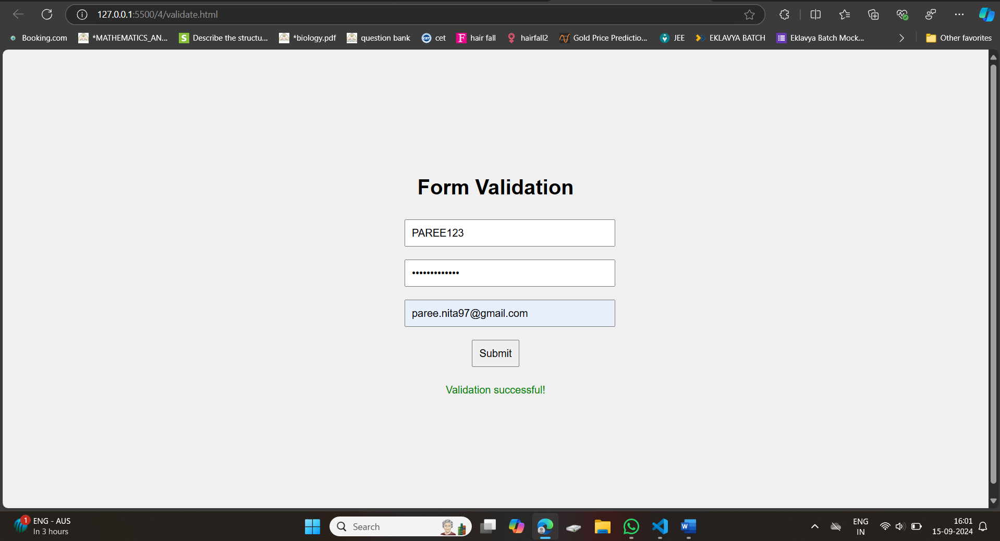 127.0.0.1:5500/4/validate.html
Booking.com *MATHEMATICS_AN... S Describe the structu... *biology.pdf question bank CET cet F hair fall hairfall2 Gold Price Predictio... JEE EKLAVYA BATCH Eklavya Batch Mock... Other favorites
Form Validation
PAREE123
•••••••••••••
paree.nita97@gmail.com
Submit
Validation successful!
1 ENG - AUS
In 3 hours
Search
W
ENG
IN
16:01
15-09-2024